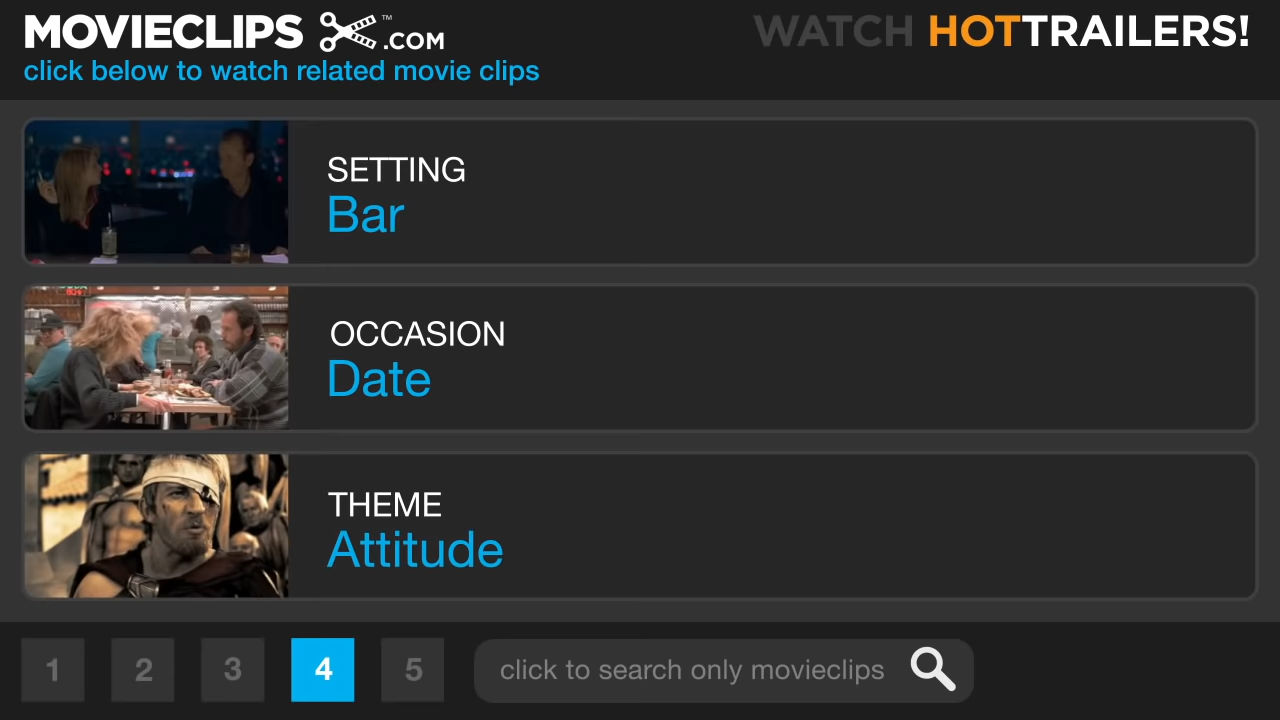 MOVIECLIPS ™.COM
WATCH HOTTRAILERS!
click below to watch related movie clips
SETTING
Bar
OCCASION
Date
THEME
Attitude
1 2 3 4 5 click to search only movieclips